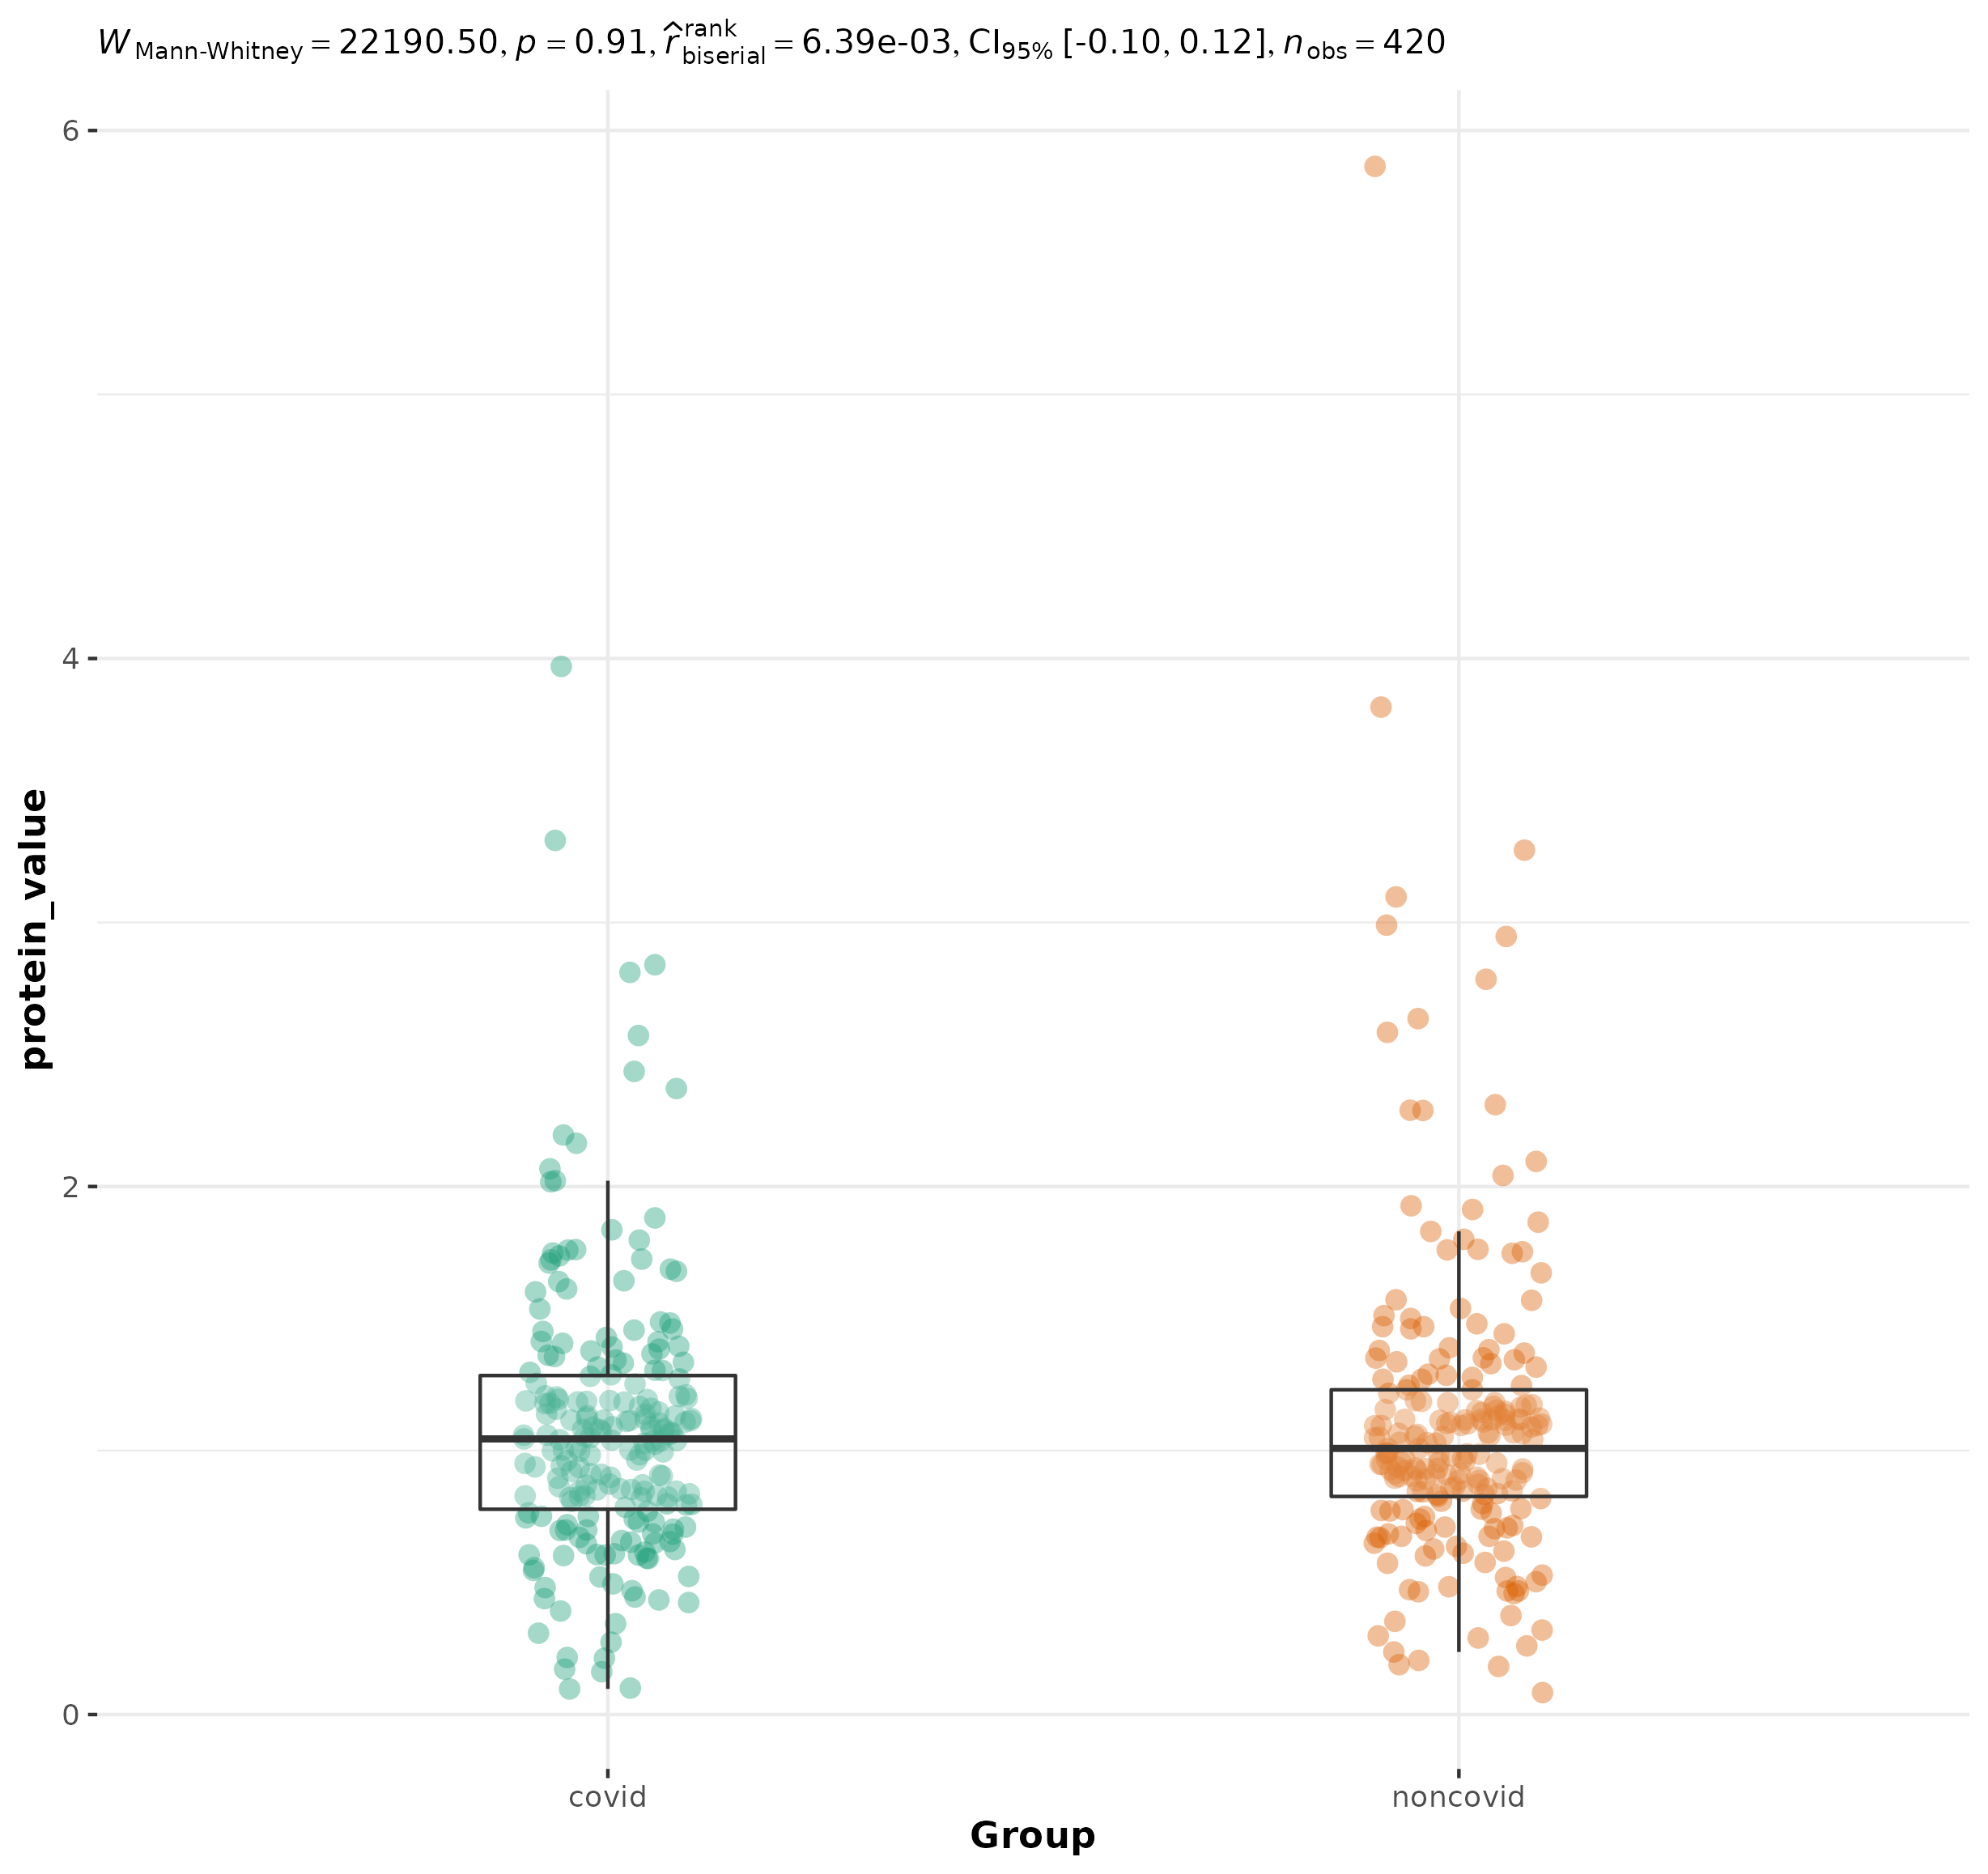 W Mann-Whitney = 22190.50, p = 0.91, r̂ rank biserial = 6.39e-03, CI95% [-0.10, 0.12], nobs = 420
6
4
2
0
protein_value
covid noncovid
Group